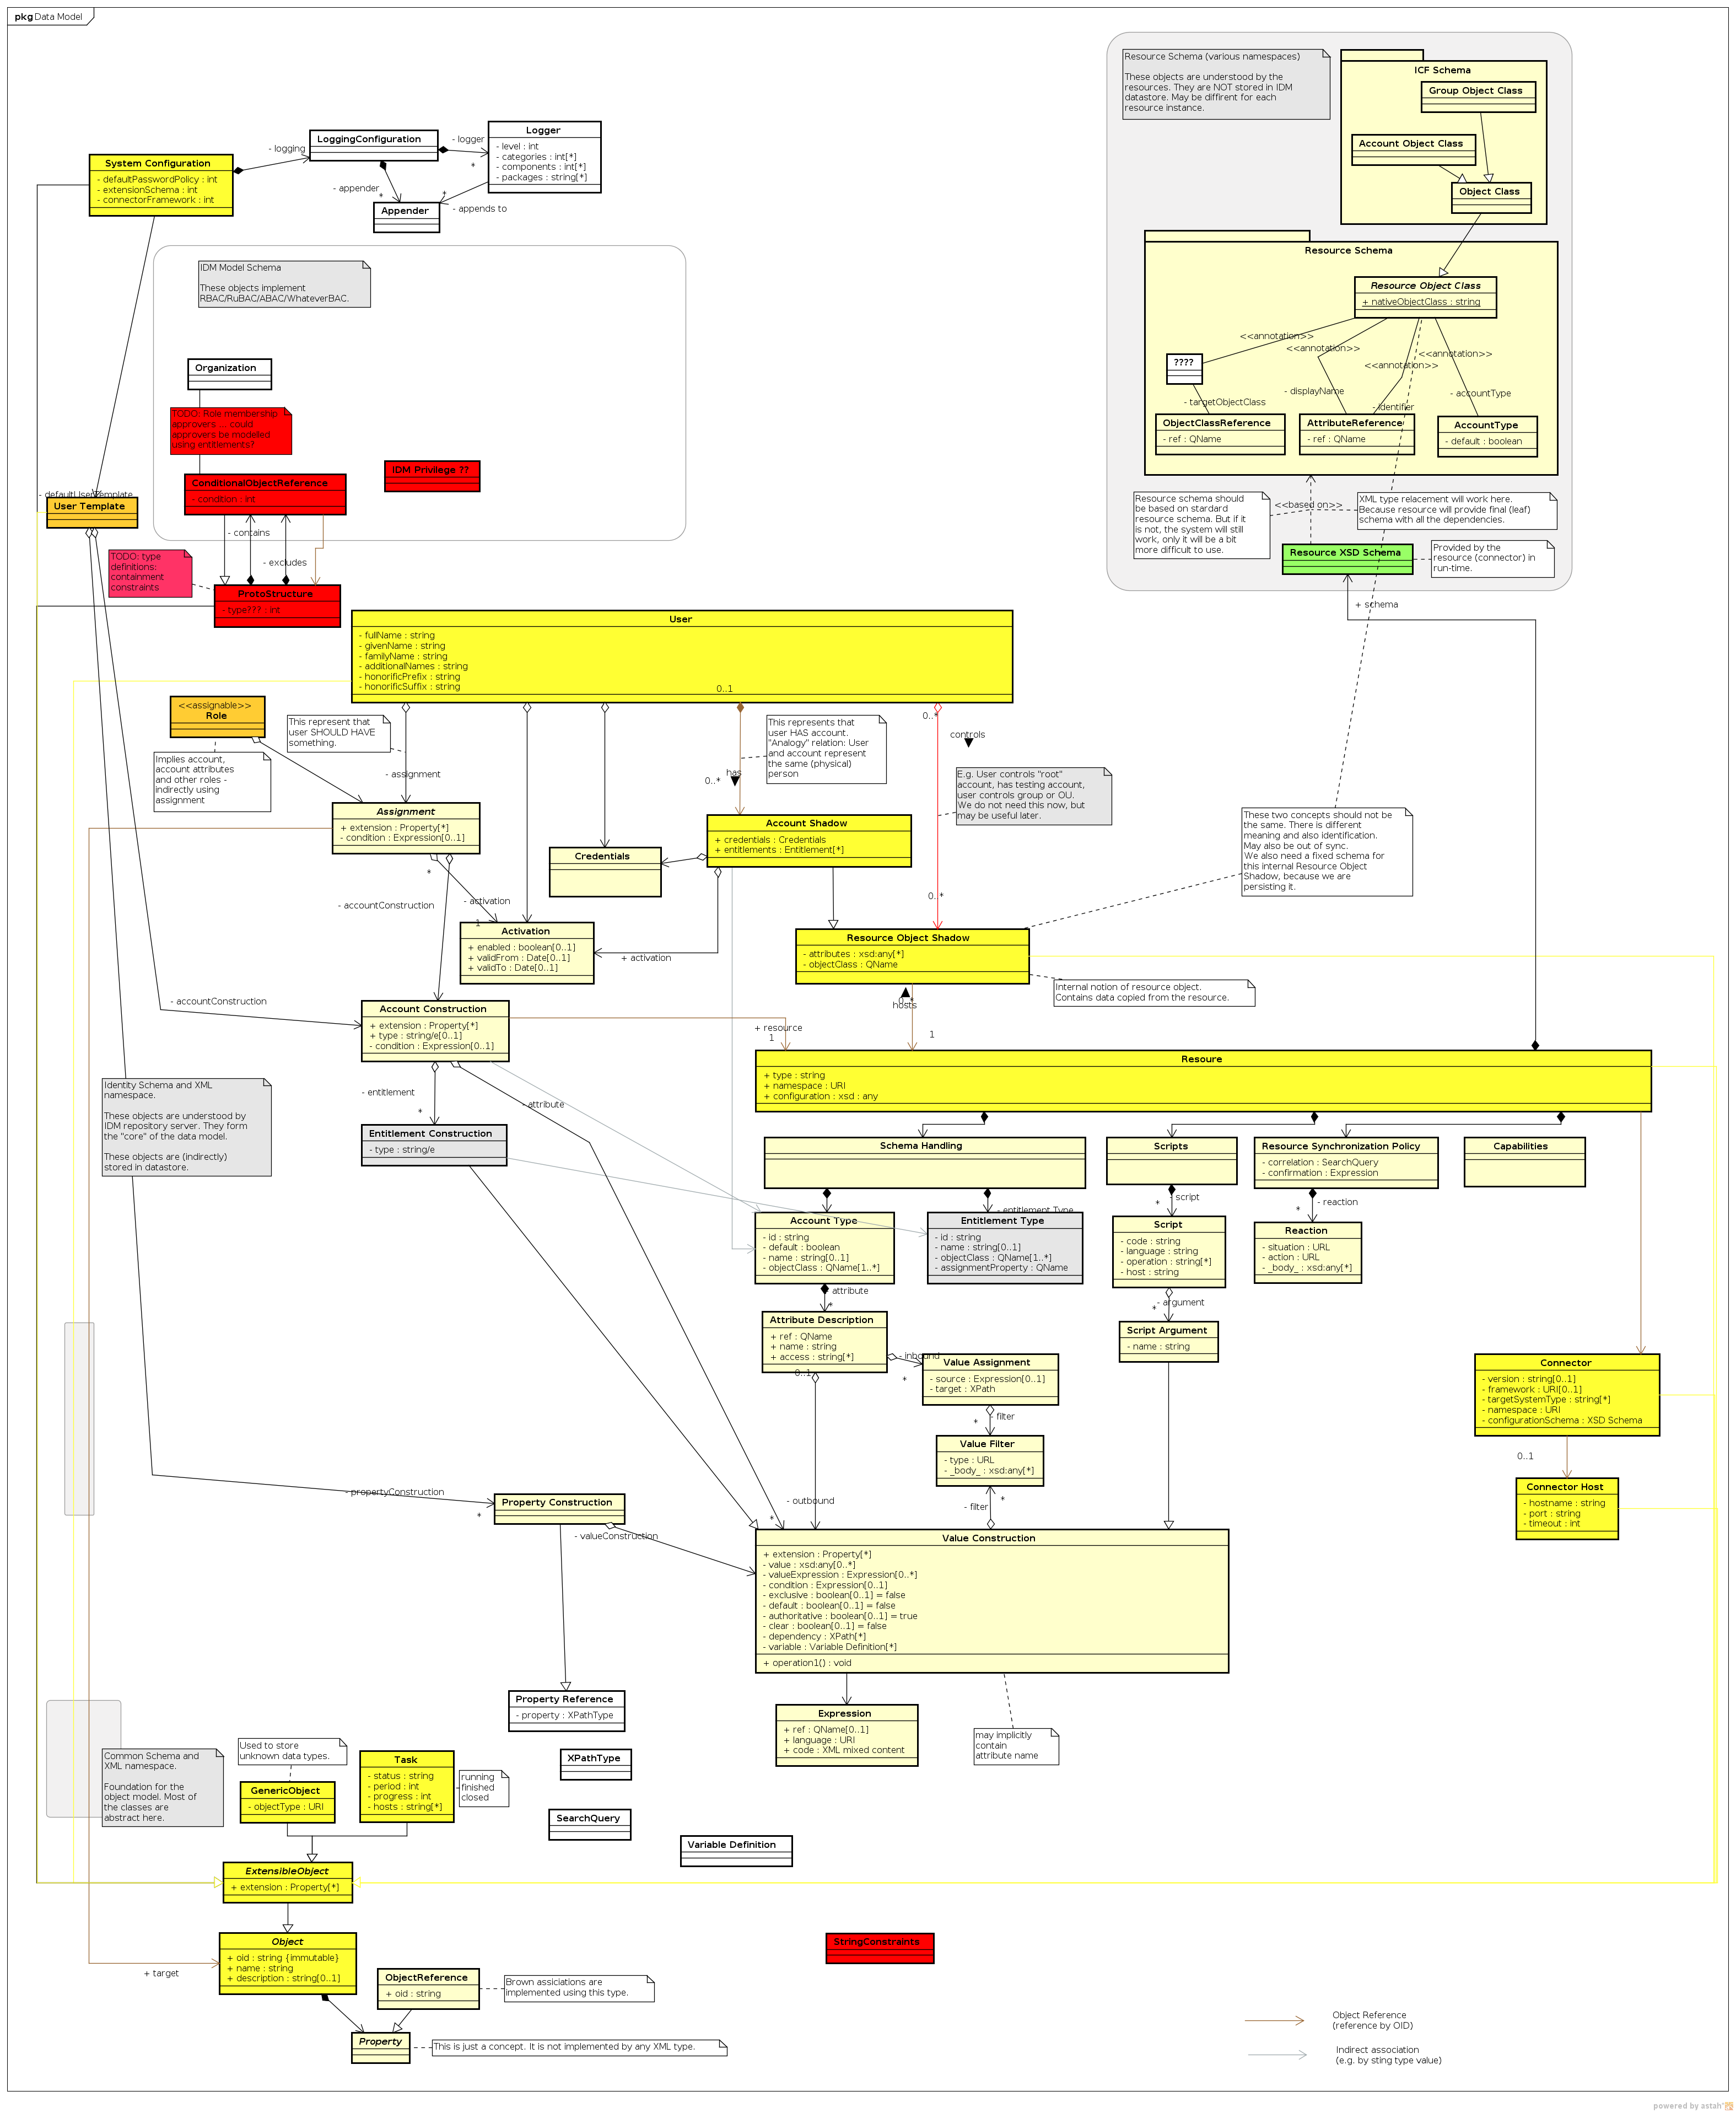 pkg Data Model
Resource Schema (various namespaces)
These objects are understood by the
resources. They are NOT stored in IDM
datastore. May be diffirent for each
resource instance.
ICF Schema
Group Object Class
Account Object Class
Object Class
LoggingConfiguration
- logging
- logger
*
Logger
- level : int
- categories : int[*]
- components : int[*]
- packages : string[*]
System Configuration
- defaultPasswordPolicy : int
- extensionSchema : int
- connectorFramework : int
- appender
*
*
- appends to
Appender
Resource Schema
Resource Object Class
+ nativeObjectClass : string
<<annotation>>
<<annotation>>
<<annotation>>
<<annotation>>
????
- targetObjectClass
- displayName
- identifier
- accountType
ObjectClassReference
- ref : QName
AttributeReference
- ref : QName
AccountType
- default : boolean
IDM Model Schema
These objects implement
RBAC/RuBAC/ABAC/WhateverBAC.
Organization
TODO: Role membership
approvers ... could
approvers be modelled
using entitlements?
ConditionalObjectReference
- condition : int
IDM Privilege ??
- defaultUserTemplate
User Template
- contains
- excludes
TODO: type
definitions:
containment
constraints
ProtoStructure
- type??? : int
Resource schema should
be based on stardard
resource schema. But if it
is not, the system will still
work, only it will be a bit
more difficult to use.
<<based on>>
XML type relacement will work here.
Because resource will provide final (leaf)
schema with all the dependencies.
Resource XSD Schema
Provided by the
resource (connector) in
run-time.
+ schema
User
- fullName : string
- givenName : string
- familyName : string
- additionalNames : string
- honorificPrefix : string
- honorificSuffix : string
0..1
<<assignable>>
Role
This represent that
user SHOULD HAVE
something.
Implies account,
account attributes
and other roles -
indirectly using
assignment
- assignment
This represents that
user HAS account.
"Analogy" relation: User
and account represent
the same (physical)
person
has
0..*
0..*
controls
E.g. User controls "root"
account, has testing account,
user controls group or OU.
We do not need this now, but
may be useful later.
0..*
Assignment
+ extension : Property[*]
- condition : Expression[0..1]
Account Shadow
+ credentials : Credentials
+ entitlements : Entitlement[*]
Credentials
These two concepts should not be
the same. There is different
meaning and also identification.
May also be out of sync.
We also need a fixed schema for
this internal Resource Object
Shadow, because we are
persisting it.
*
- accountConstruction
- activation
1
Activation
+ enabled : boolean[0..1]
+ validFrom : Date[0..1]
+ validTo : Date[0..1]
+ activation
Resource Object Shadow
- attributes : xsd:any[*]
- objectClass : QName
Internal notion of resource object.
Contains data copied from the resource.
0..*
hosts
1
- accountConstruction
Account Construction
+ extension : Property[*]
+ type : string/e[0..1]
- condition : Expression[0..1]
+ resource
1
Resoure
+ type : string
+ namespace : URI
+ configuration : xsd : any
Identity Schema and XML
namespace.
These objects are understood by
IDM repository server. They form
the "core" of the data model.
These objects are (indirectly)
stored in datastore.
- entitlement
*
- attribute
Entitlement Construction
- type : string/e
Schema Handling
Scripts
Resource Synchronization Policy
- correlation : SearchQuery
- confirmation : Expression
Capabilities
- entitlement Type
- script
*
- reaction
*
Account Type
- id : string
- default : boolean
- name : string[0..1]
- objectClass : QName[1..*]
Entitlement Type
- id : string
- name : string[0..1]
- objectClass : QName[1..*]
- assignmentProperty : QName
Script
- code : string
- language : string
- operation : string[*]
- host : string
Reaction
- situation : URL
- action : URL
- _body_ : xsd:any[*]
attribute
*
- argument
*
Attribute Description
+ ref : QName
+ name : string
+ access : string[*]
0..1
- inbound
*
Script Argument
- name : string
Value Assignment
- source : Expression[0..1]
- target : XPath
- filter
*
Value Filter
- type : URL
- _body_ : xsd:any[*]
Connector
- version : string[0..1]
- framework : URI[0..1]
- targetSystemType : string[*]
- namespace : URI
- configurationSchema : XSD Schema
0..1
Connector Host
- hostname : string
- port : string
- timeout : int
- propertyConstruction
*
Property Construction
- valueConstruction
- outbound
*
- filter
*
Value Construction
+ extension : Property[*]
- value : xsd:any[0..*]
- valueExpression : Expression[0..*]
- condition : Expression[0..1]
- exclusive : boolean[0..1] = false
- default : boolean[0..1] = false
- authoritative : boolean[0..1] = true
- clear : boolean[0..1] = false
- dependency : XPath[*]
- variable : Variable Definition[*]
+ operation1() : void
Property Reference
- property : XPathType
Expression
+ ref : QName[0..1]
+ language : URI
+ code : XML mixed content
may implicitly
contain
attribute name
Common Schema and
XML namespace.
Foundation for the
object model. Most of
the classes are
abstract here.
Used to store
unknown data types.
GenericObject
- objectType : URI
Task
- status : string
- period : int
- progress : int
- hosts : string[*]
running
finished
closed
XPathType
SearchQuery
Variable Definition
ExtensibleObject
+ extension : Property[*]
Object
+ oid : string {immutable}
+ name : string
+ description : string[0..1]
+ target
ObjectReference
+ oid : string
Brown assiciations are
implemented using this type.
StringConstraints
Property
This is just a concept. It is not implemented by any XML type.
Object Reference
(reference by OID)
Indirect association
(e.g. by sting type value)
powered by astah*